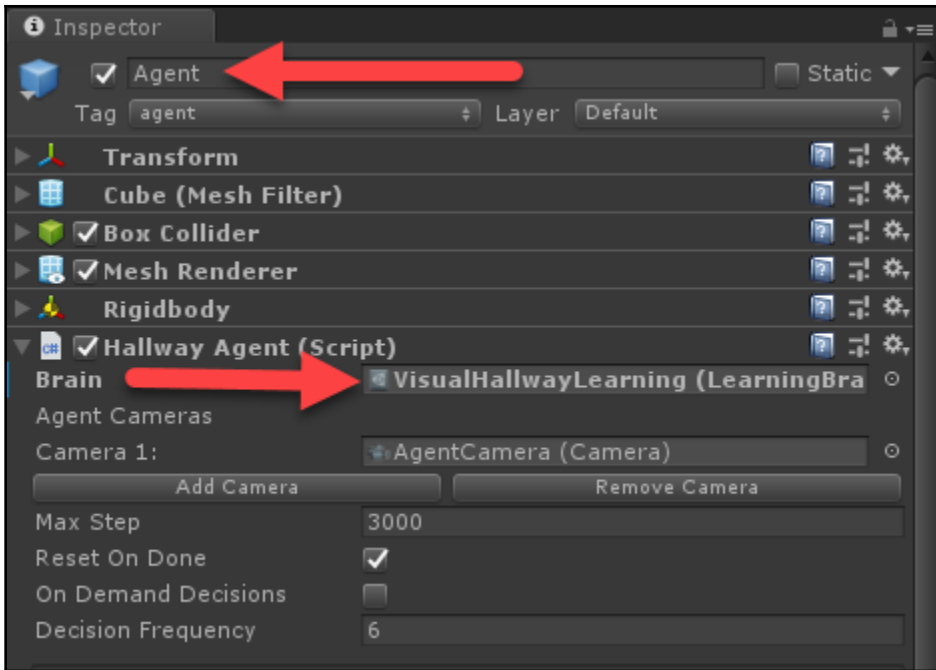 Inspector
Agent Static
Tag agent Layer Default
Transform
Cube (Mesh Filter)
Box Collider
Mesh Renderer
Rigidbody
C# Hallway Agent (Script)
Brain VisualHallwayLearning (LearningBra
Agent Cameras
Camera 1: AgentCamera (Camera)
Add Camera Remove Camera
Max Step 3000
Reset On Done
On Demand Decisions
Decision Frequency 6